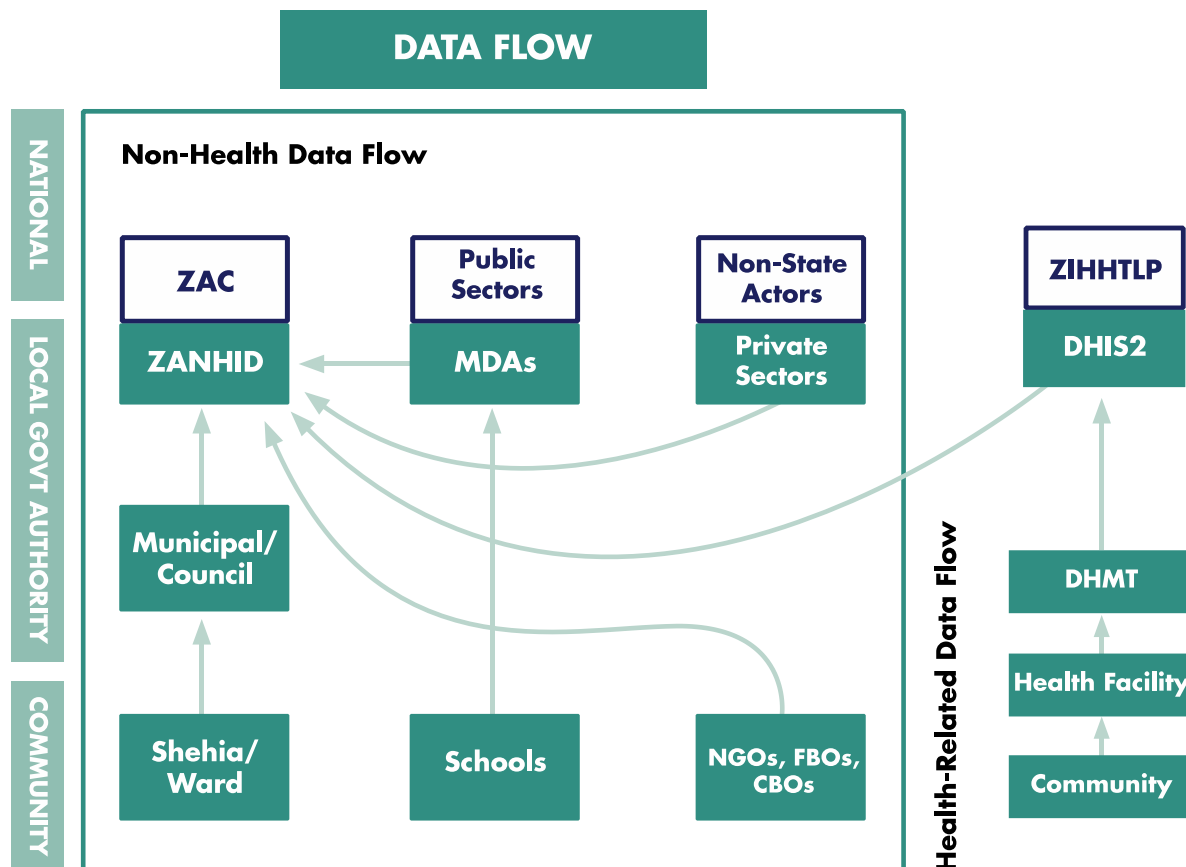 DATA FLOW
NATIONAL
Non-Health Data Flow
ZAC
Public
Sectors
Non-State
Actors
ZIHHTLP
LOCAL GOVT AUTHORITY
ZANHID
MDAs
Private
Sectors
DHIS2
Municipal/
Council
Health-Related Data Flow
DHMT
Health Facility
COMMUNITY
Shehia/
Ward
Schools
NGOs, FBOs,
CBOs
Community